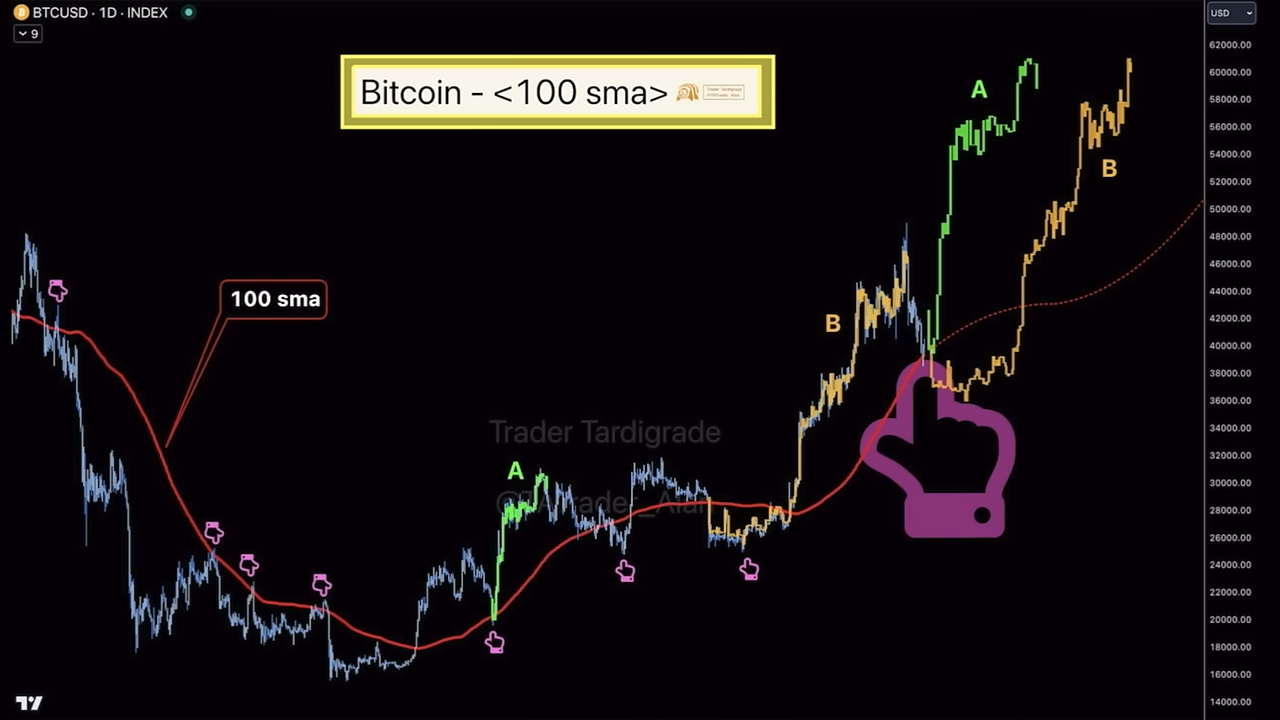 BTCUSD · 1D · INDEX
9
USD
Bitcoin - <100 sma>
Trader Tardigrade
62000.00
60000.00
58000.00
56000.00
54000.00
52000.00
50000.00
48000.00
46000.00
44000.00
42000.00
40000.00
38000.00
36000.00
34000.00
32000.00
30000.00
28000.00
26000.00
24000.00
22000.00
20000.00
18000.00
16000.00
14000.00
A
B
100 sma
B
Trader Tardigrade
A